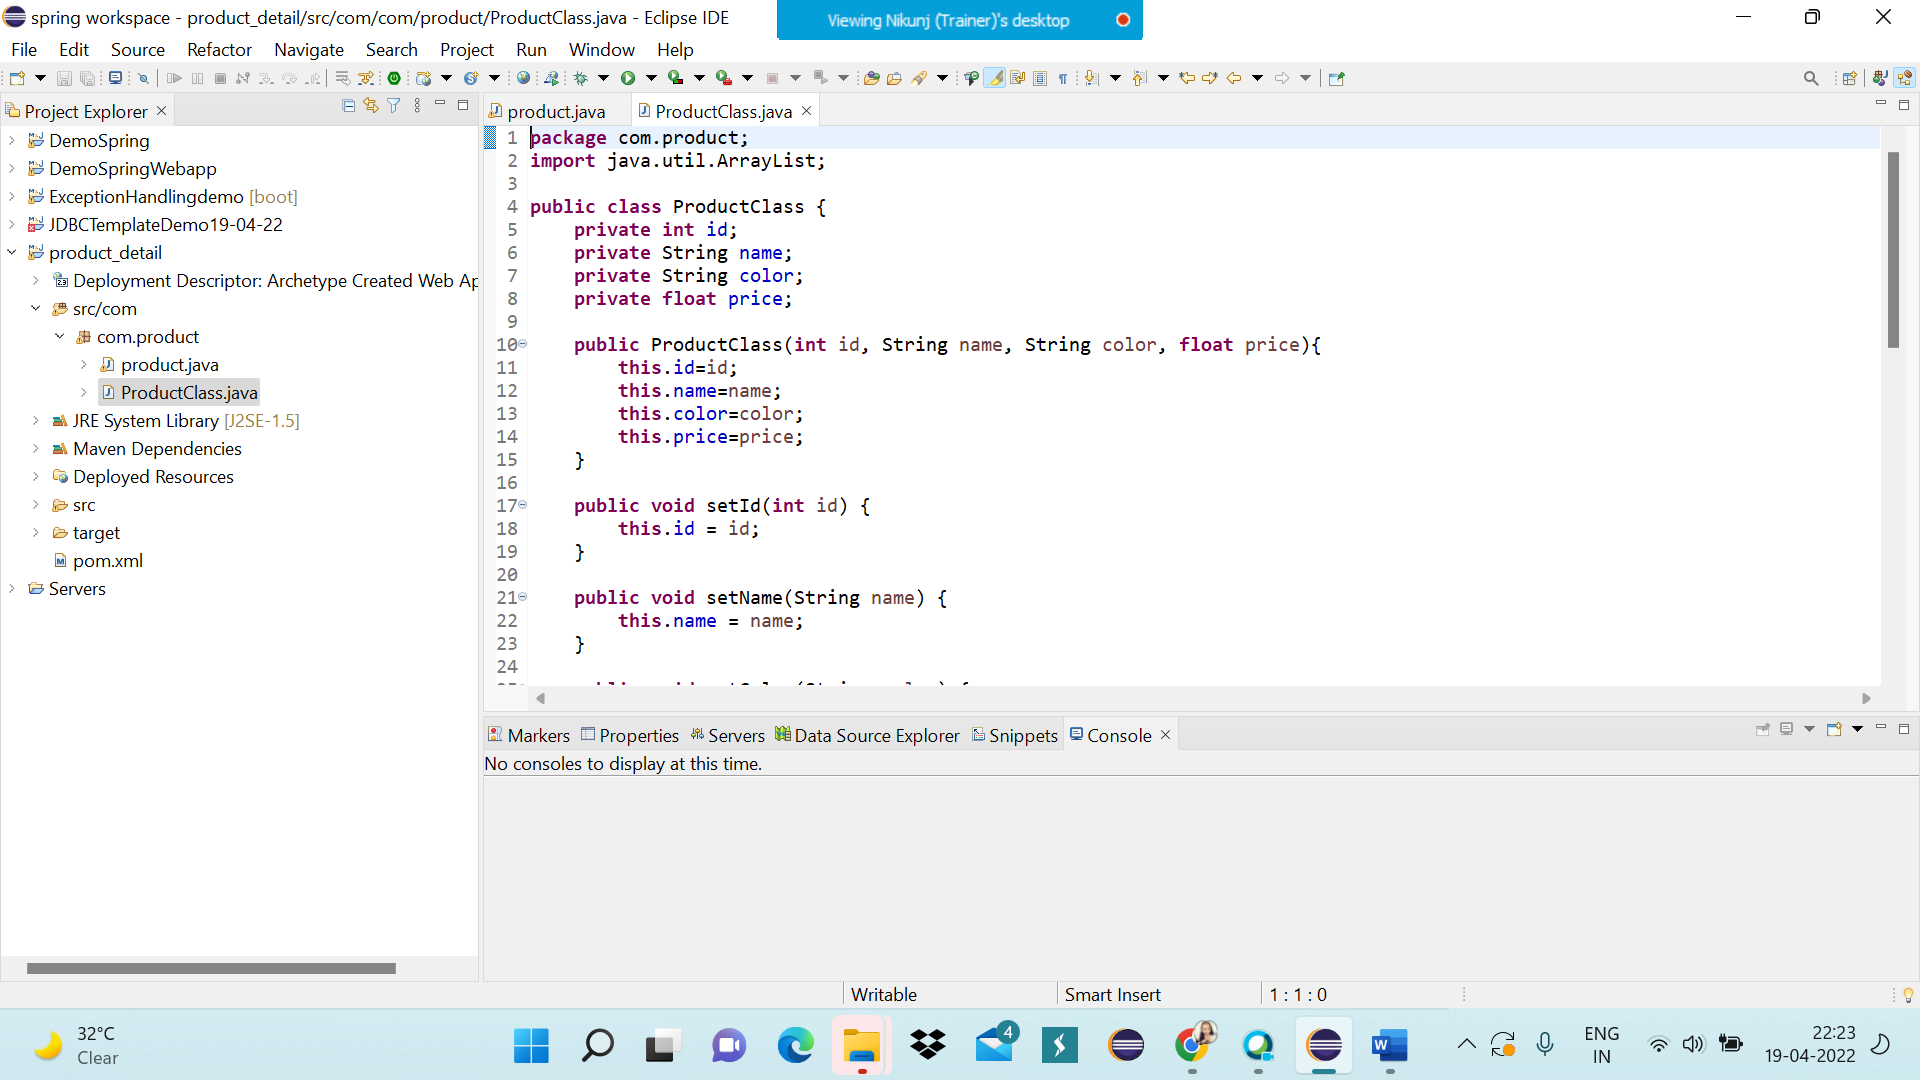 spring workspace - product_detail/src/com/com/product/ProductClass.java - Eclipse IDE
Viewing Nikunj (Trainer)'s desktop
File Edit Source Refactor Navigate Search Project Run Window Help
Project Explorer
DemoSpring
DemoSpringWebapp
ExceptionHandlingdemo [boot]
JDBCTemplateDemo19-04-22
product_detail
Deployment Descriptor: Archetype Created Web Ap
src/com
com.product
product.java
ProductClass.java
JRE System Library [J2SE-1.5]
Maven Dependencies
Deployed Resources
src
target
pom.xml
Servers
product.java ProductClass.java
1 package com.product;
2 import java.util.ArrayList;
3
4 public class ProductClass {
5 private int id;
6 private String name;
7 private String color;
8 private float price;
9
10 public ProductClass(int id, String name, String color, float price){
11 this.id=id;
12 this.name=name;
13 this.color=color;
14 this.price=price;
15 }
16
17 public void setId(int id) {
18 this.id = id;
19 }
20
21 public void setName(String name) {
22 this.name = name;
23 }
24
Markers Properties Servers Data Source Explorer Snippets Console
No consoles to display at this time.
Writable Smart Insert 1 : 1 : 0
32°C
Clear
4
W
ENG
IN
22:23
19-04-2022